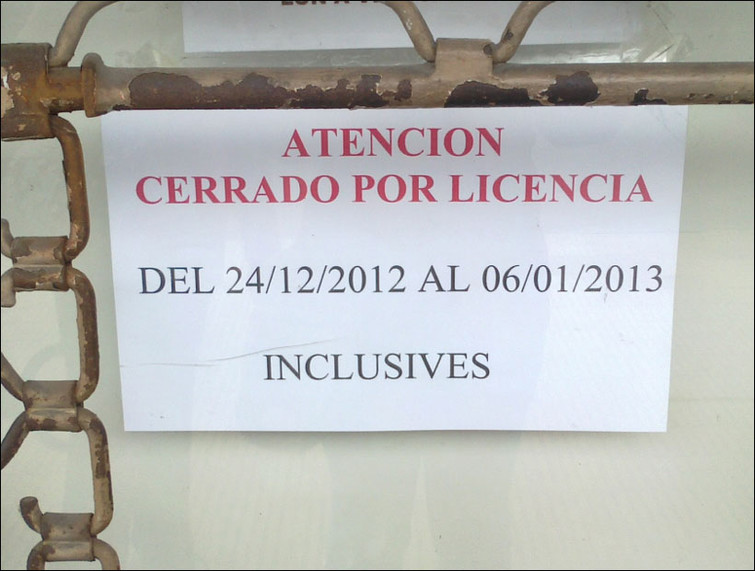 ATENCION
CERRADO POR LICENCIA
DEL 24/12/2012 AL 06/01/2013
INCLUSIVES